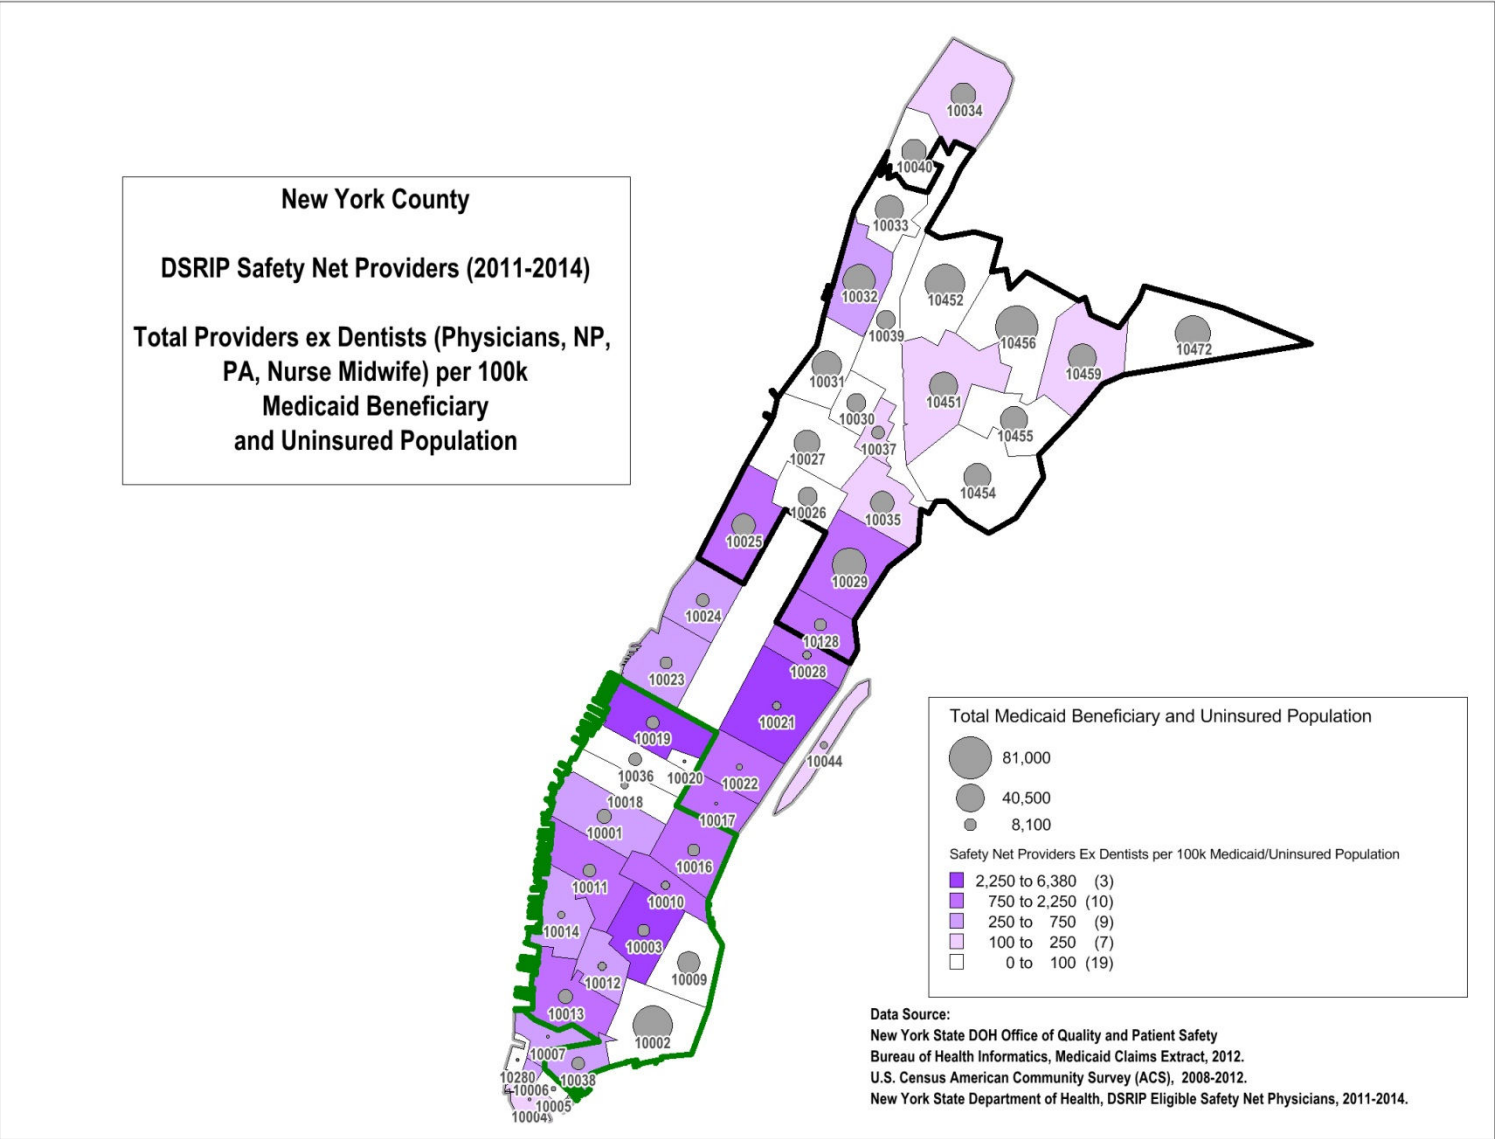 New York County
DSRIP Safety Net Providers (2011-2014)
Total Providers ex Dentists (Physicians, NP,
PA, Nurse Midwife) per 100k
Medicaid Beneficiary
and Uninsured Population
10034
10040
10033
10032
10452
10039
10456
10472
10459
10031
10451
10030
10455
10037
10027
10454
10026
10035
10025
10029
10024
10128
10028
10023
10021
10019
10044
10036
10020
10022
10018
10017
10001
10016
10011
10010
10014
10003
10012
10009
10013
10002
10007
10038
10280
10006
10005
10004
Total Medicaid Beneficiary and Uninsured Population
81,000
40,500
8,100
Safety Net Providers Ex Dentists per 100k Medicaid/Uninsured Population
2,250 to 6,380 (3)
750 to 2,250 (10)
250 to 750 (9)
100 to 250 (7)
0 to 100 (19)
Data Source:
New York State DOH Office of Quality and Patient Safety
Bureau of Health Informatics, Medicaid Claims Extract, 2012.
U.S. Census American Community Survey (ACS), 2008-2012.
New York State Department of Health, DSRIP Eligible Safety Net Physicians, 2011-2014.